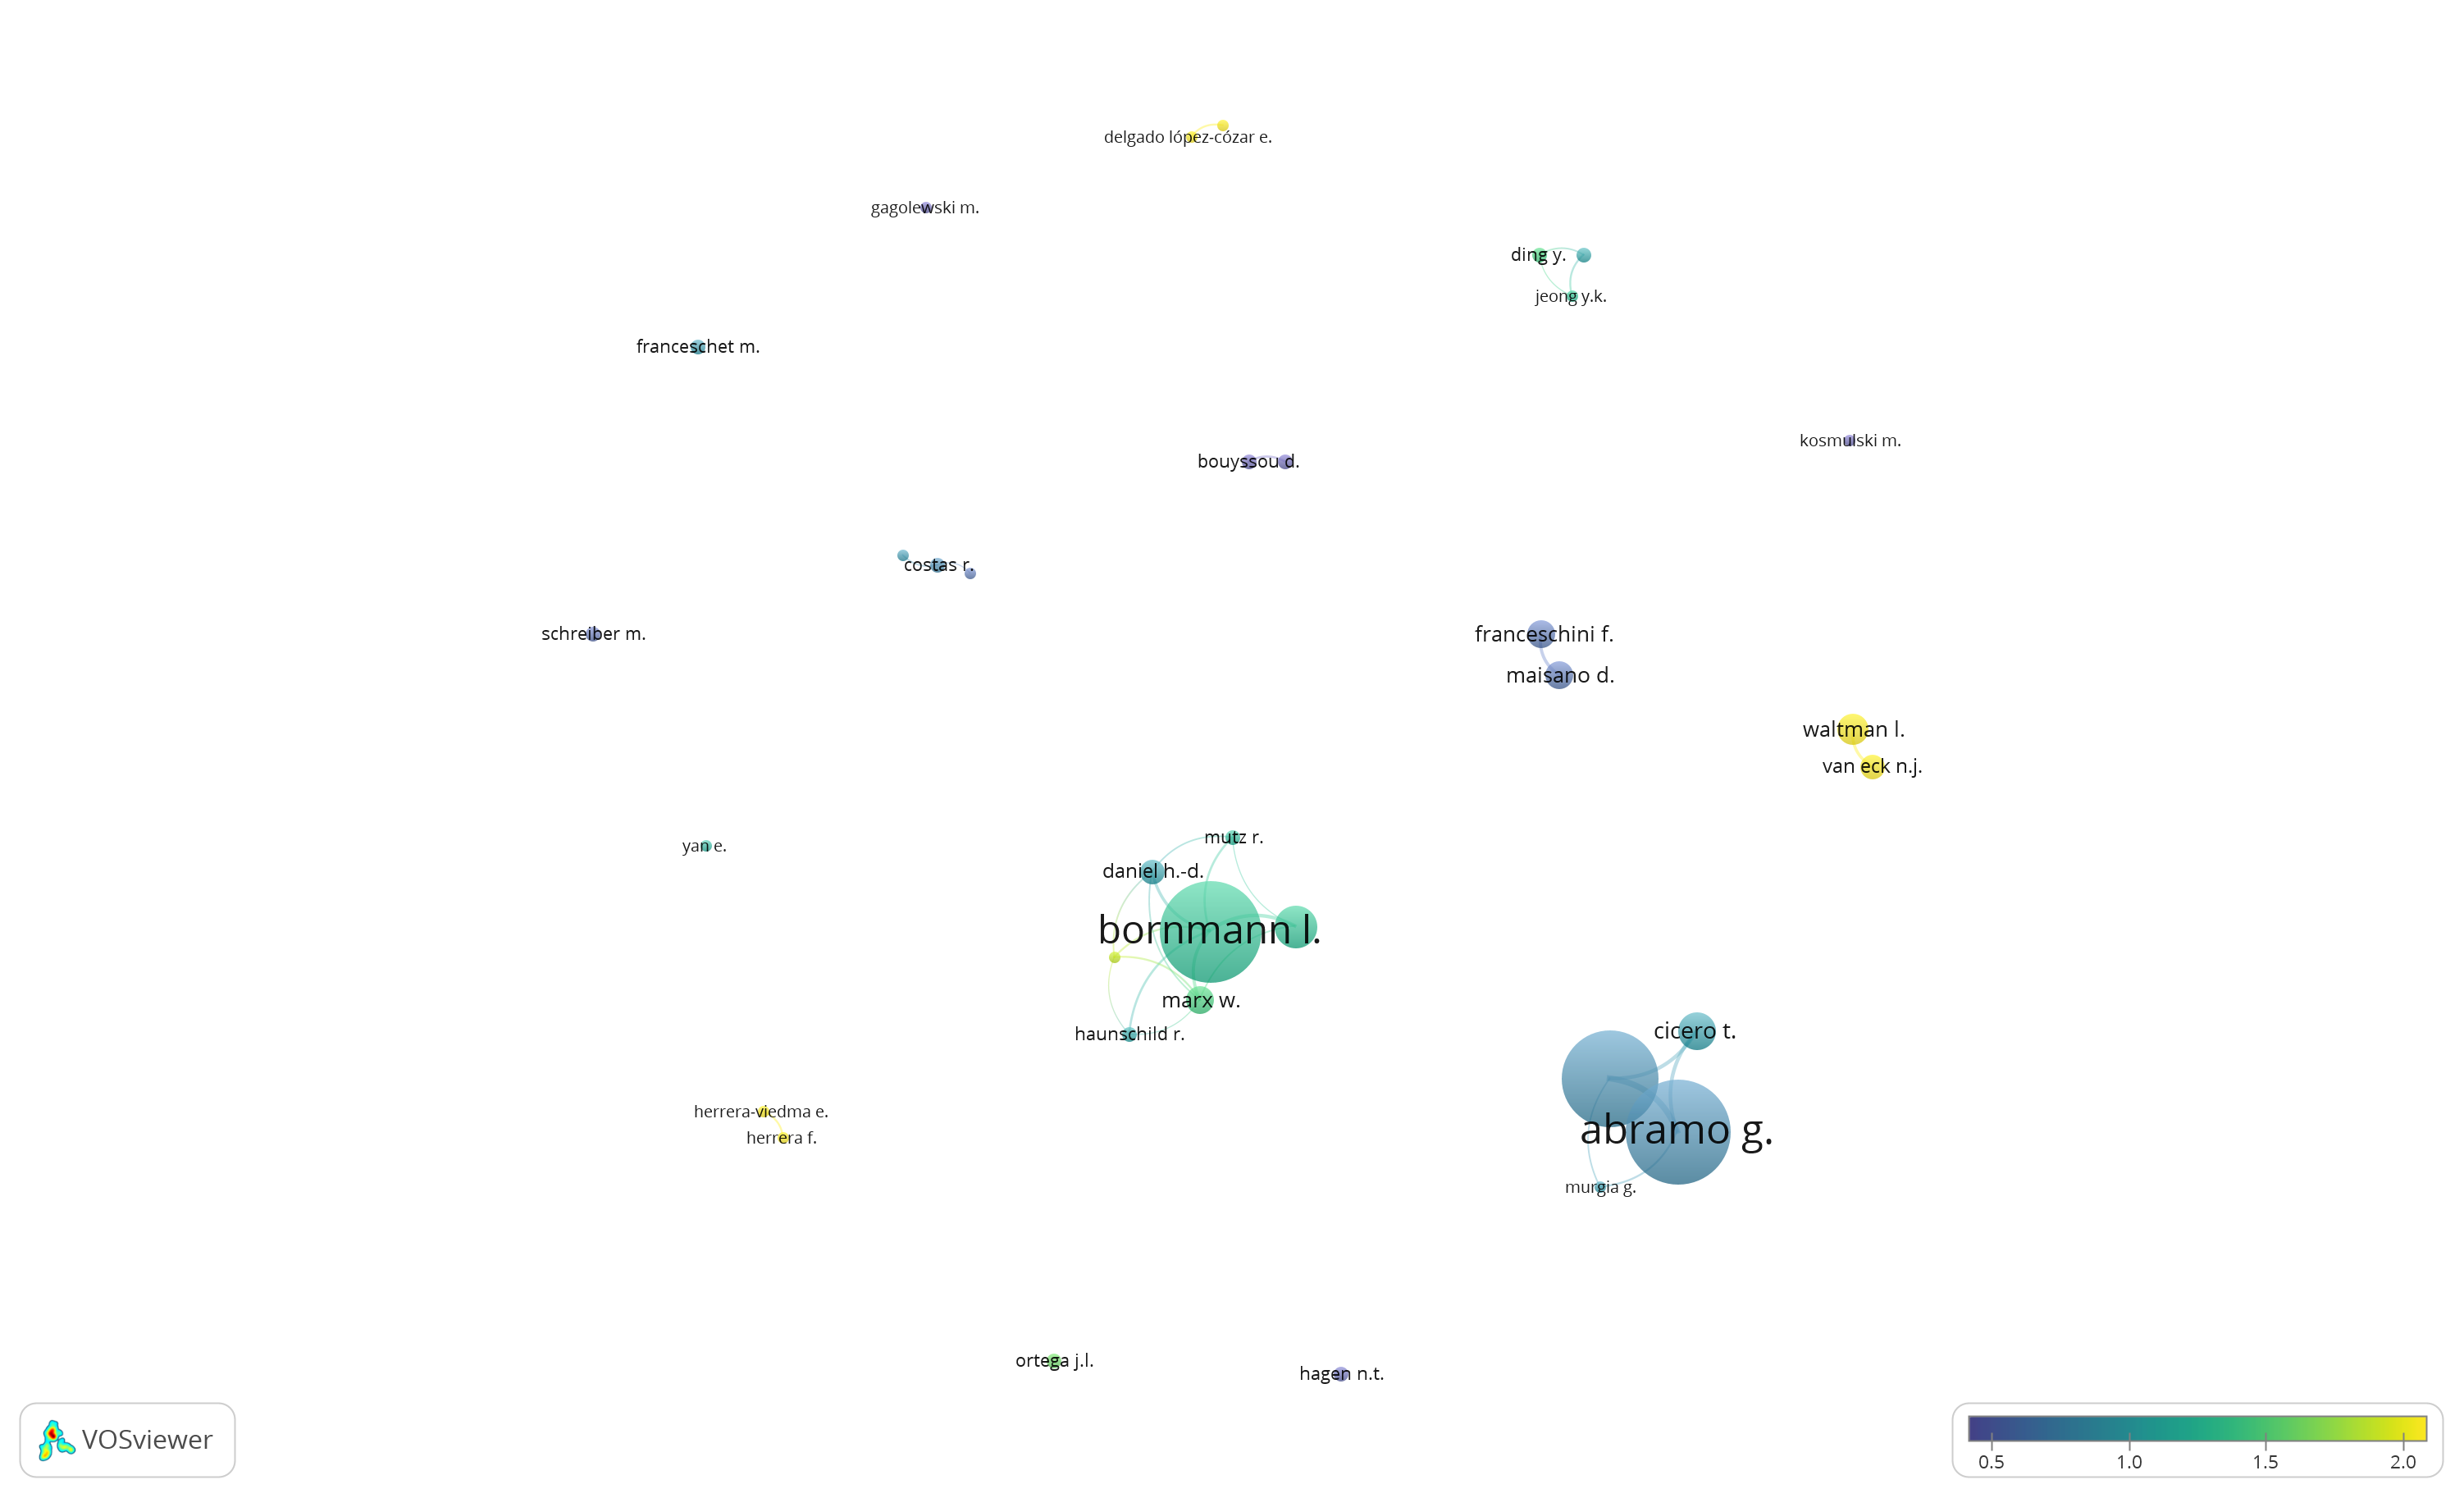 delgado lópez-cózar e.
gagolewski m.
ding y.
jeong y.k.
franceschet m.
kosmulski m.
bouyssou d.
costas r.
schreiber m.
franceschini f.
maisano d.
waltman l.
van eck n.j.
mutz r.
yan e.
daniel h.-d.
bornmann l.
marx w.
haunschild r.
cicero t.
herrera-viedma e.
abramo g.
herrera f.
murgia g.
ortega j.l.
hagen n.t.
VOSviewer
0.5 1.0 1.5 2.0